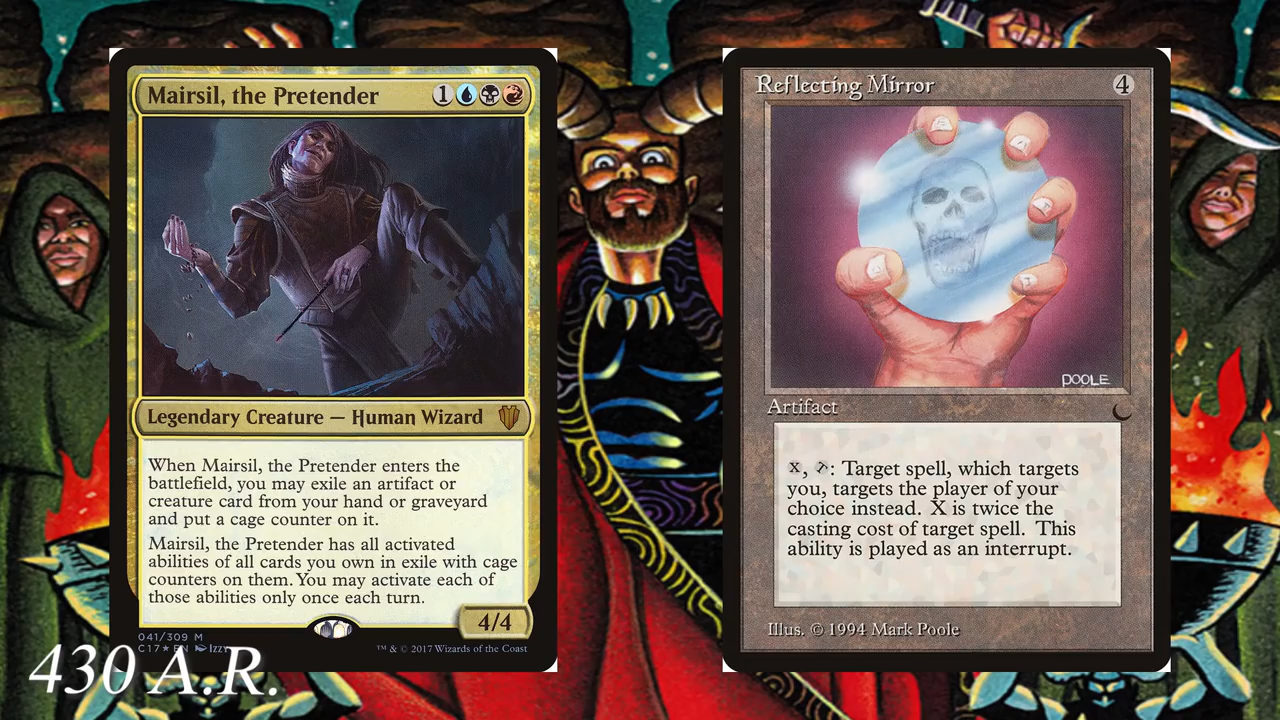 Mairsil, the Pretender 1
Legendary Creature — Human Wizard
When Mairsil, the Pretender enters the
battlefield, you may exile an artifact or
creature card from your hand or graveyard
and put a cage counter on it.
Mairsil, the Pretender has all activated
abilities of all cards you own in exile with cage
counters on them. You may activate each of
those abilities only once each turn.
4/4
041/309 M
C17★EN Izzy
™ & © 2017 Wizards of the Coast
430 A.R.
Reflecting Mirror 4
POOLE
Artifact
X, : Target spell, which targets
you, targets the player of your
choice instead. X is twice the
casting cost of target spell. This
ability is played as an interrupt.
Illus. © 1994 Mark Poole